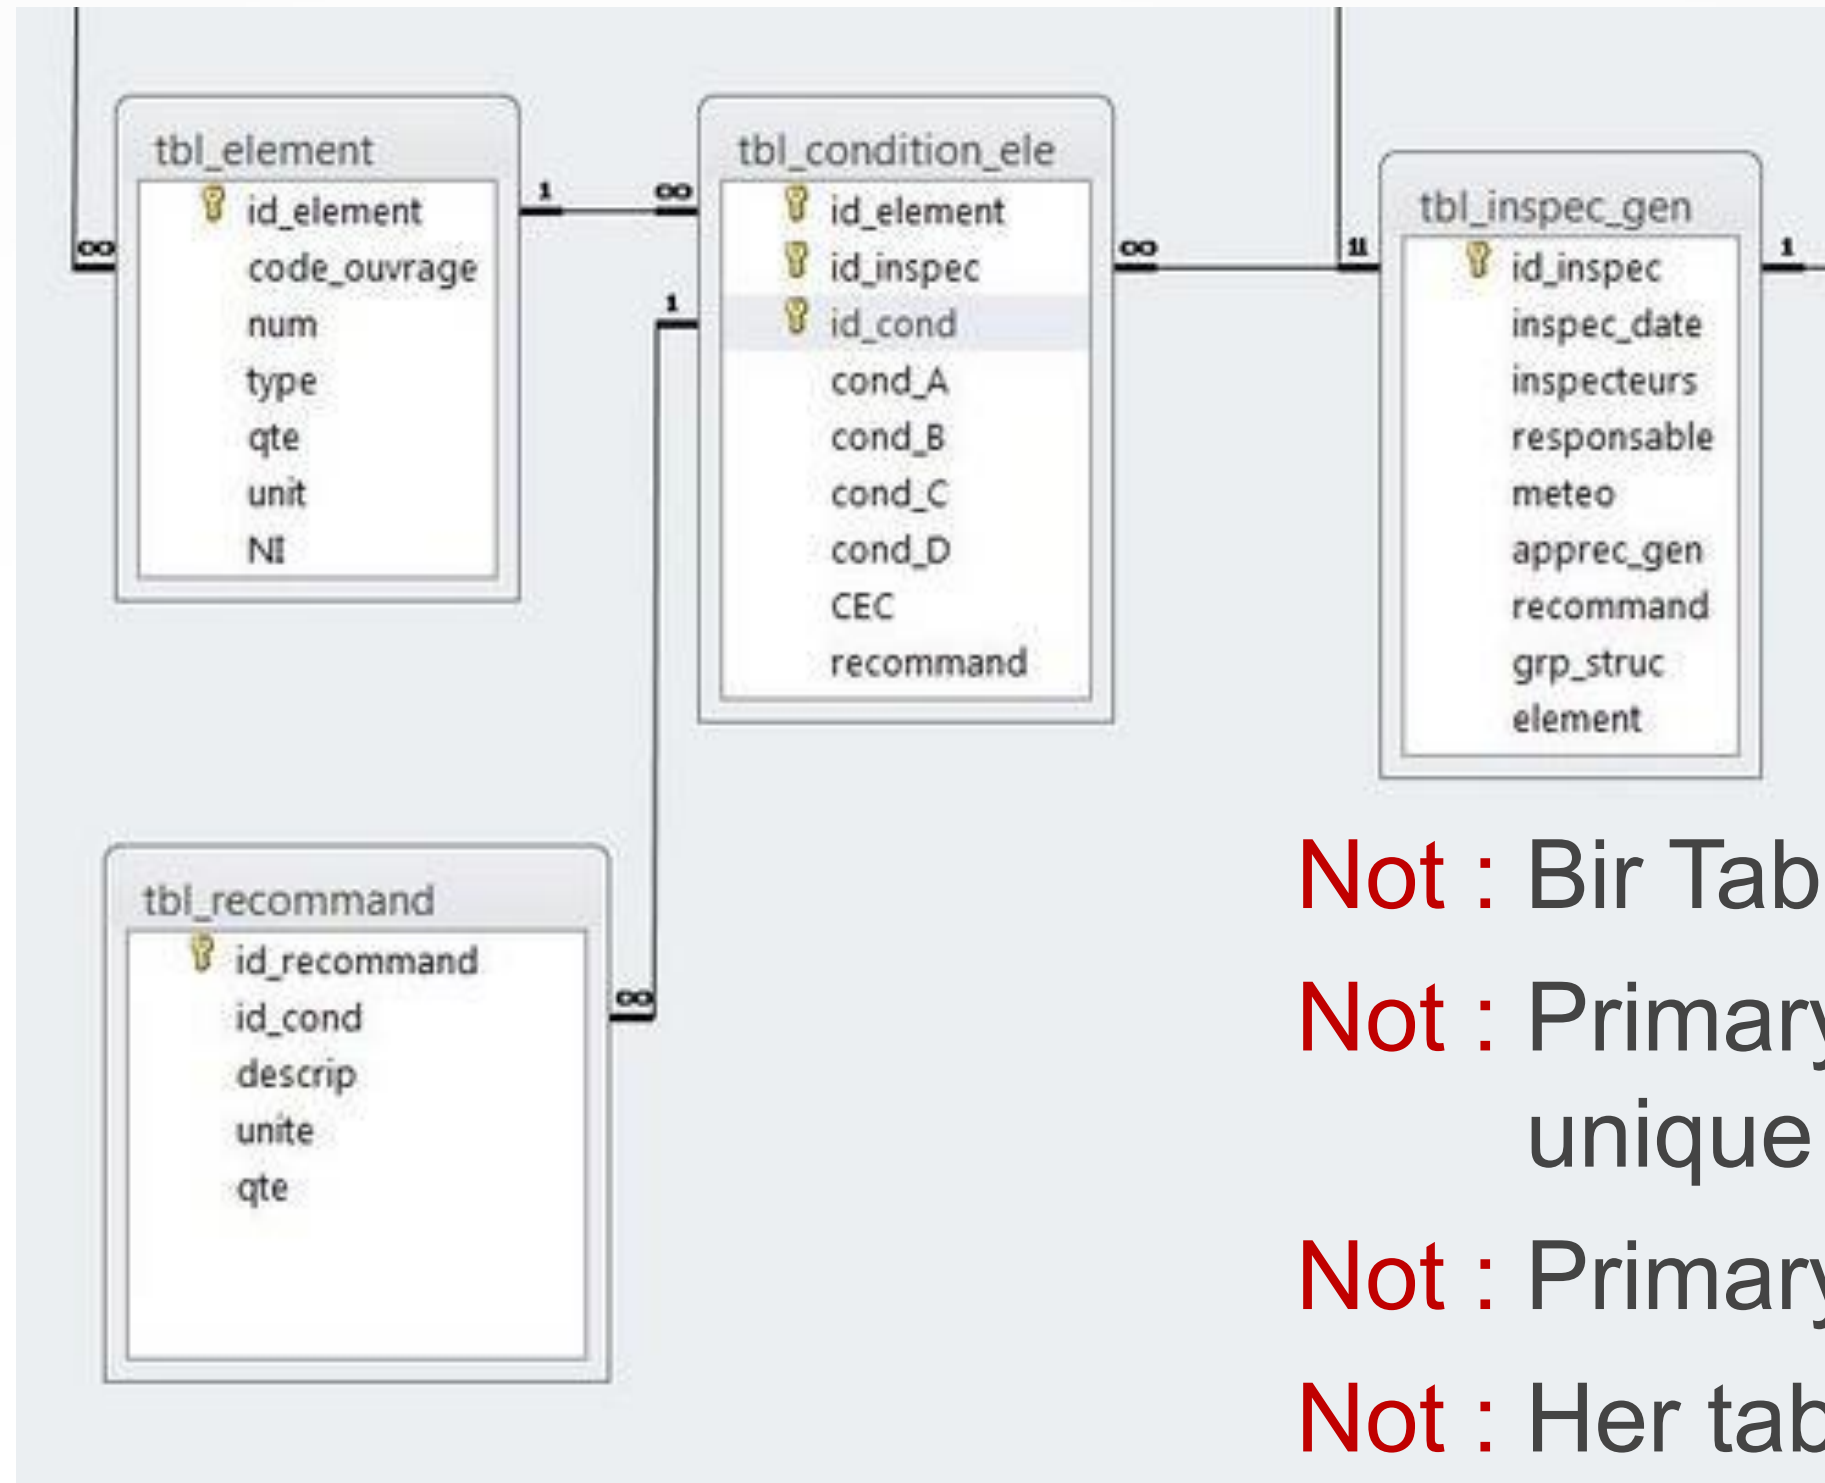 tbl_element
id_element
code_ouvrage
num
type
qte
unit
NI
1
∞
∞
tbl_condition_ele
id_element
id_inspec
id_cond
cond_A
cond_B
cond_C
cond_D
CEC
recommand
1
∞
11
tbl_inspec_gen
id_inspec
inspec_date
inspecteurs
responsable
meteo
apprec_gen
recommand
grp_struc
element
1
tbl_recommand
id_recommand
id_cond
descrip
unite
qte
∞
Not : Bir Tab
Not : Primary
unique
Not : Primary
Not : Her tab